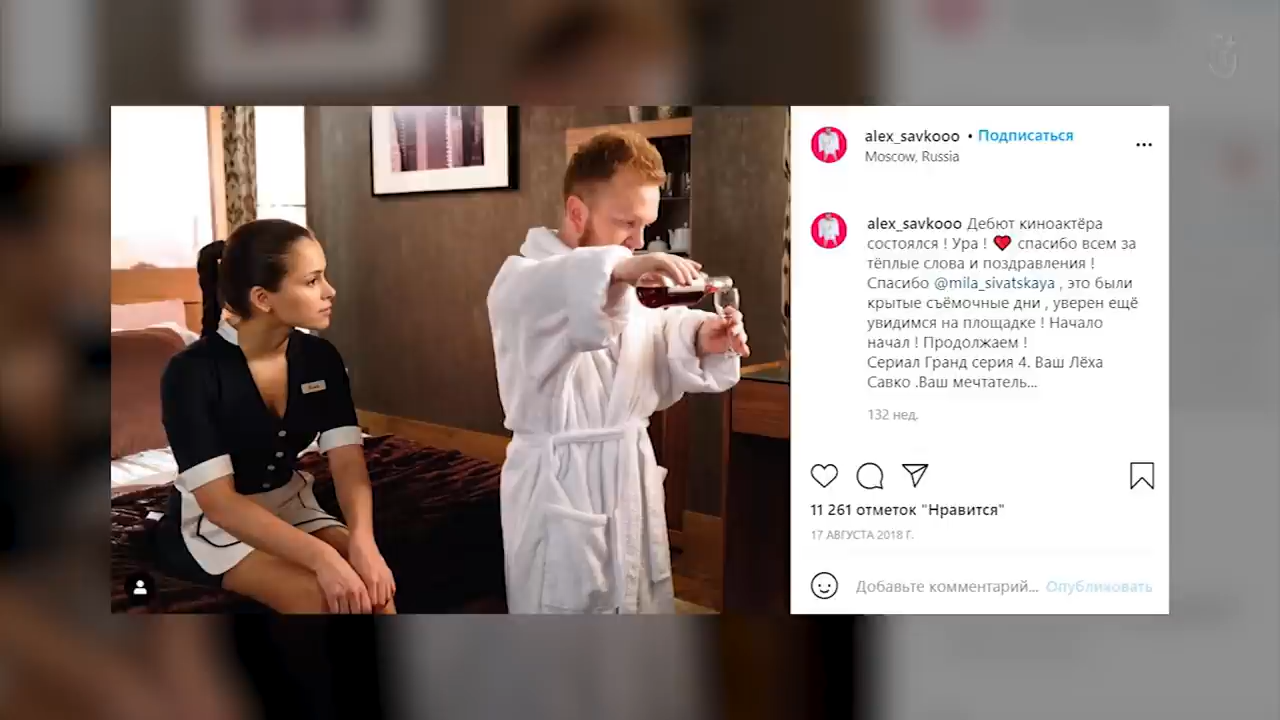 alex_savkooo • Подписаться
Moscow, Russia
alex_savkooo Дебют киноактёра
состоялся ! Ура ! ❤️ спасибо всем за
тёплые слова и поздравления !
Спасибо @mila_sivatskaya , это были
крытые съёмочные дни , уверен ещё
увидимся на площадке ! Начало
начал ! Продолжаем !
Сериал Гранд серия 4. Ваш Лёха
Савко .Ваш мечтатель...
132 нед.
11 261 отметок "Нравится"
17 АВГУСТА 2018 Г.
Добавьте комментарий... Опубликовать